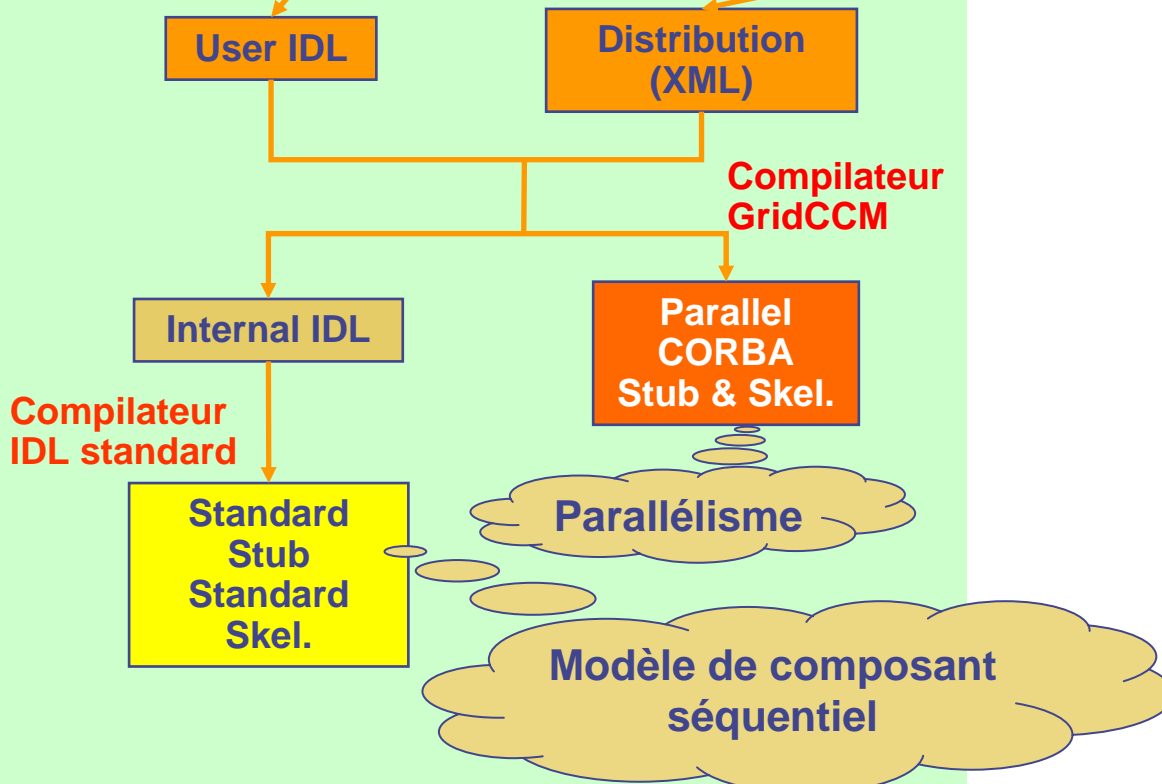 User IDL
Distribution
(XML)
Compilateur
GridCCM
Internal IDL
Parallel
CORBA
Stub & Skel.
Compilateur
IDL standard
Standard
Stub
Standard
Skel.
Parallélisme
Modèle de composant
séquentiel